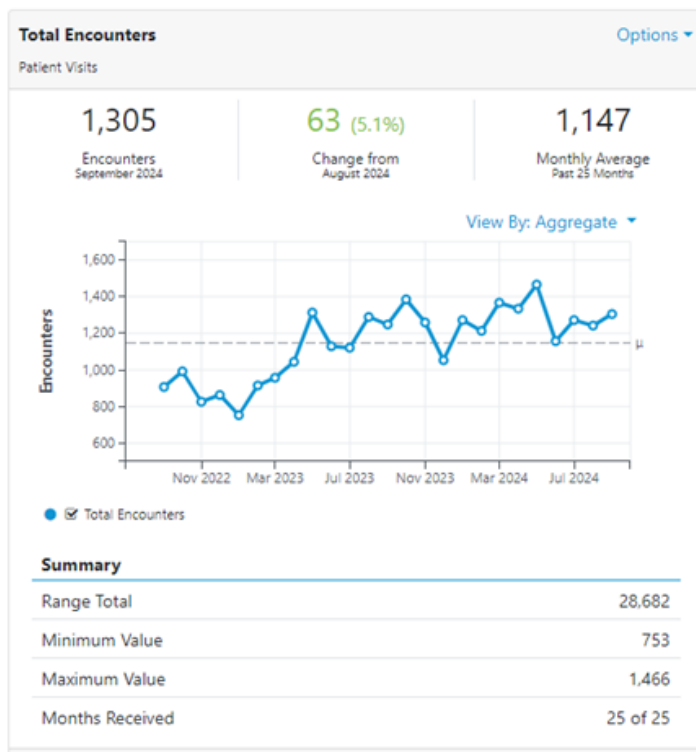 Total Encounters
Options
Patient Visits
1,305
Encounters
September 2024
63 (5.1%)
Change from
August 2024
1,147
Monthly Average
Past 25 Months
View By: Aggregate
Encounters
1,600
1,400
1,200
1,000
800
600
μ
Nov 2022 Mar 2023 Jul 2023 Nov 2023 Mar 2024 Jul 2024
Total Encounters
Summary
Range Total 28,682
Minimum Value 753
Maximum Value 1,466
Months Received 25 of 25